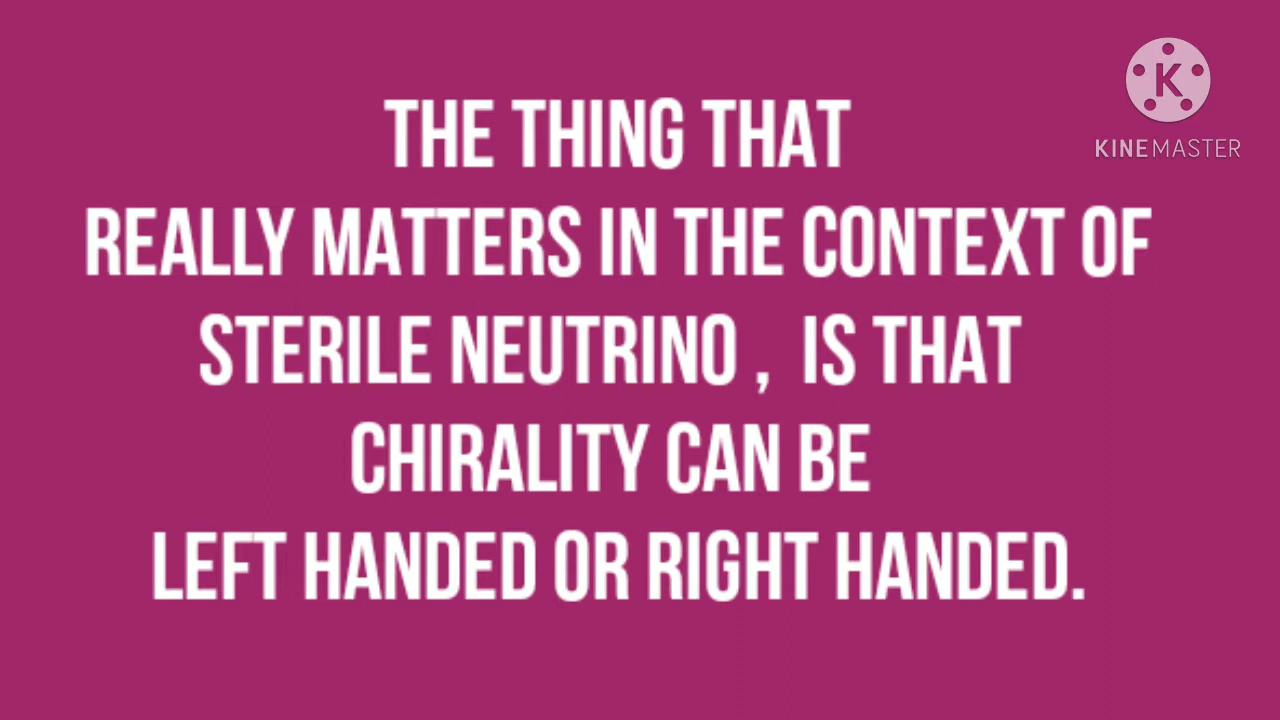 THE THING THAT
REALLY MATTERS IN THE CONTEXT OF
STERILE NEUTRINO , IS THAT
CHIRALITY CAN BE
LEFT HANDED OR RIGHT HANDED.
K
KINEMASTER